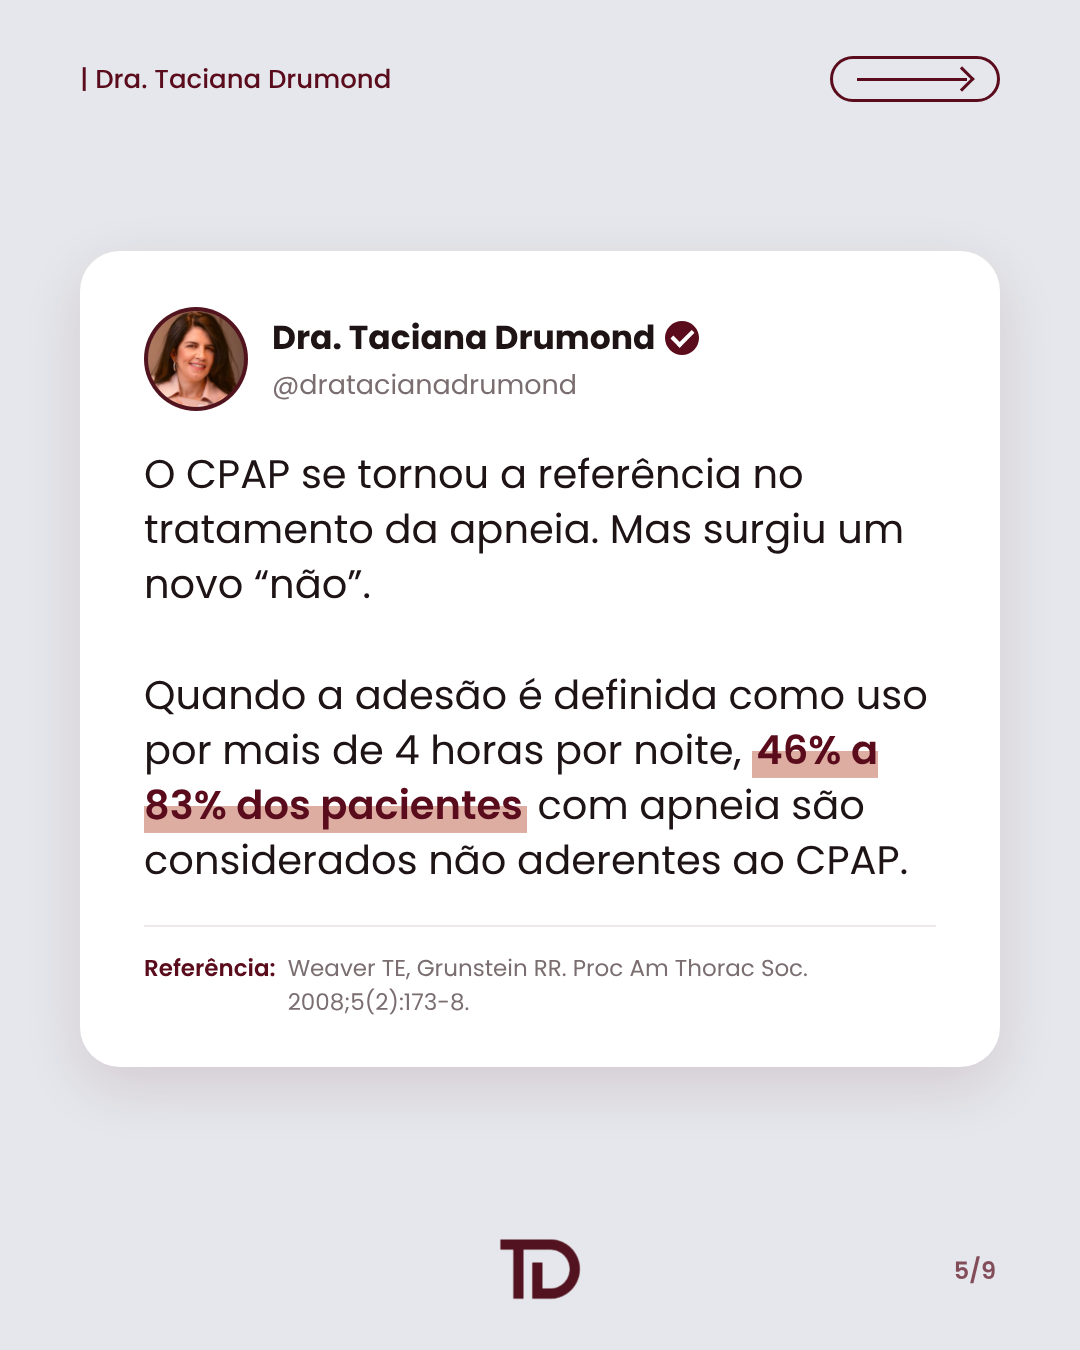 | Dra. Taciana Drumond
Dra. Taciana Drumond
@dratacianadrumond
O CPAP se tornou a referência no
tratamento da apneia. Mas surgiu um
novo “não”.
Quando a adesão é definida como uso
por mais de 4 horas por noite, 46% a
83% dos pacientes com apneia são
considerados não aderentes ao CPAP.
Referência: Weaver TE, Grunstein RR. Proc Am Thorac Soc.
2008;5(2):173-8.
TD
5/9